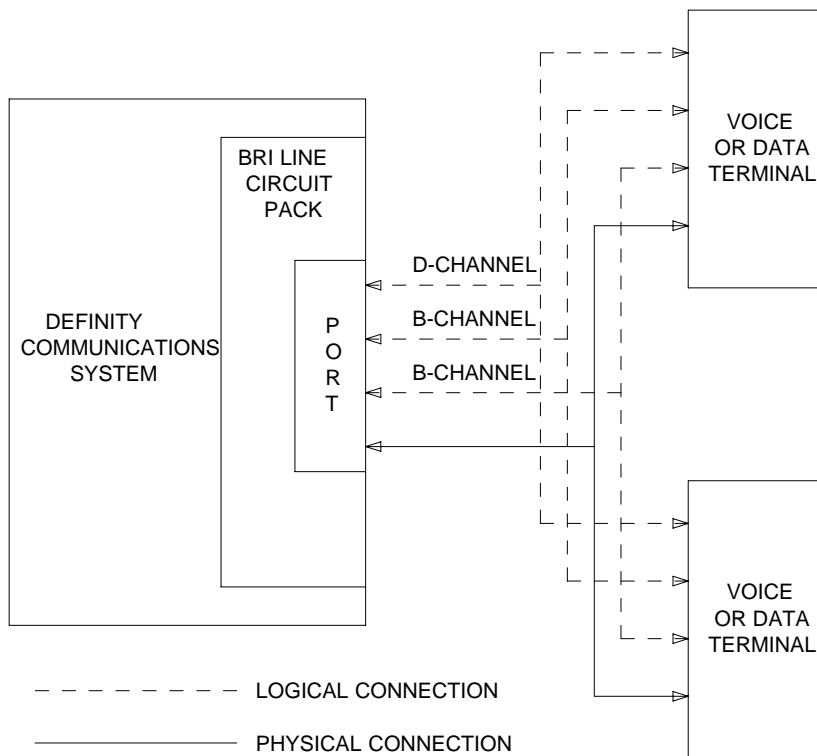 VOICE
OR DATA
TERMINAL
BRI LINE
CIRCUIT
PACK
D-CHANNEL
DEFINITY
COMMUNICATIONS
SYSTEM
P
O
R
T
B-CHANNEL
B-CHANNEL
VOICE
OR DATA
TERMINAL
LOGICAL CONNECTION
PHYSICAL CONNECTION